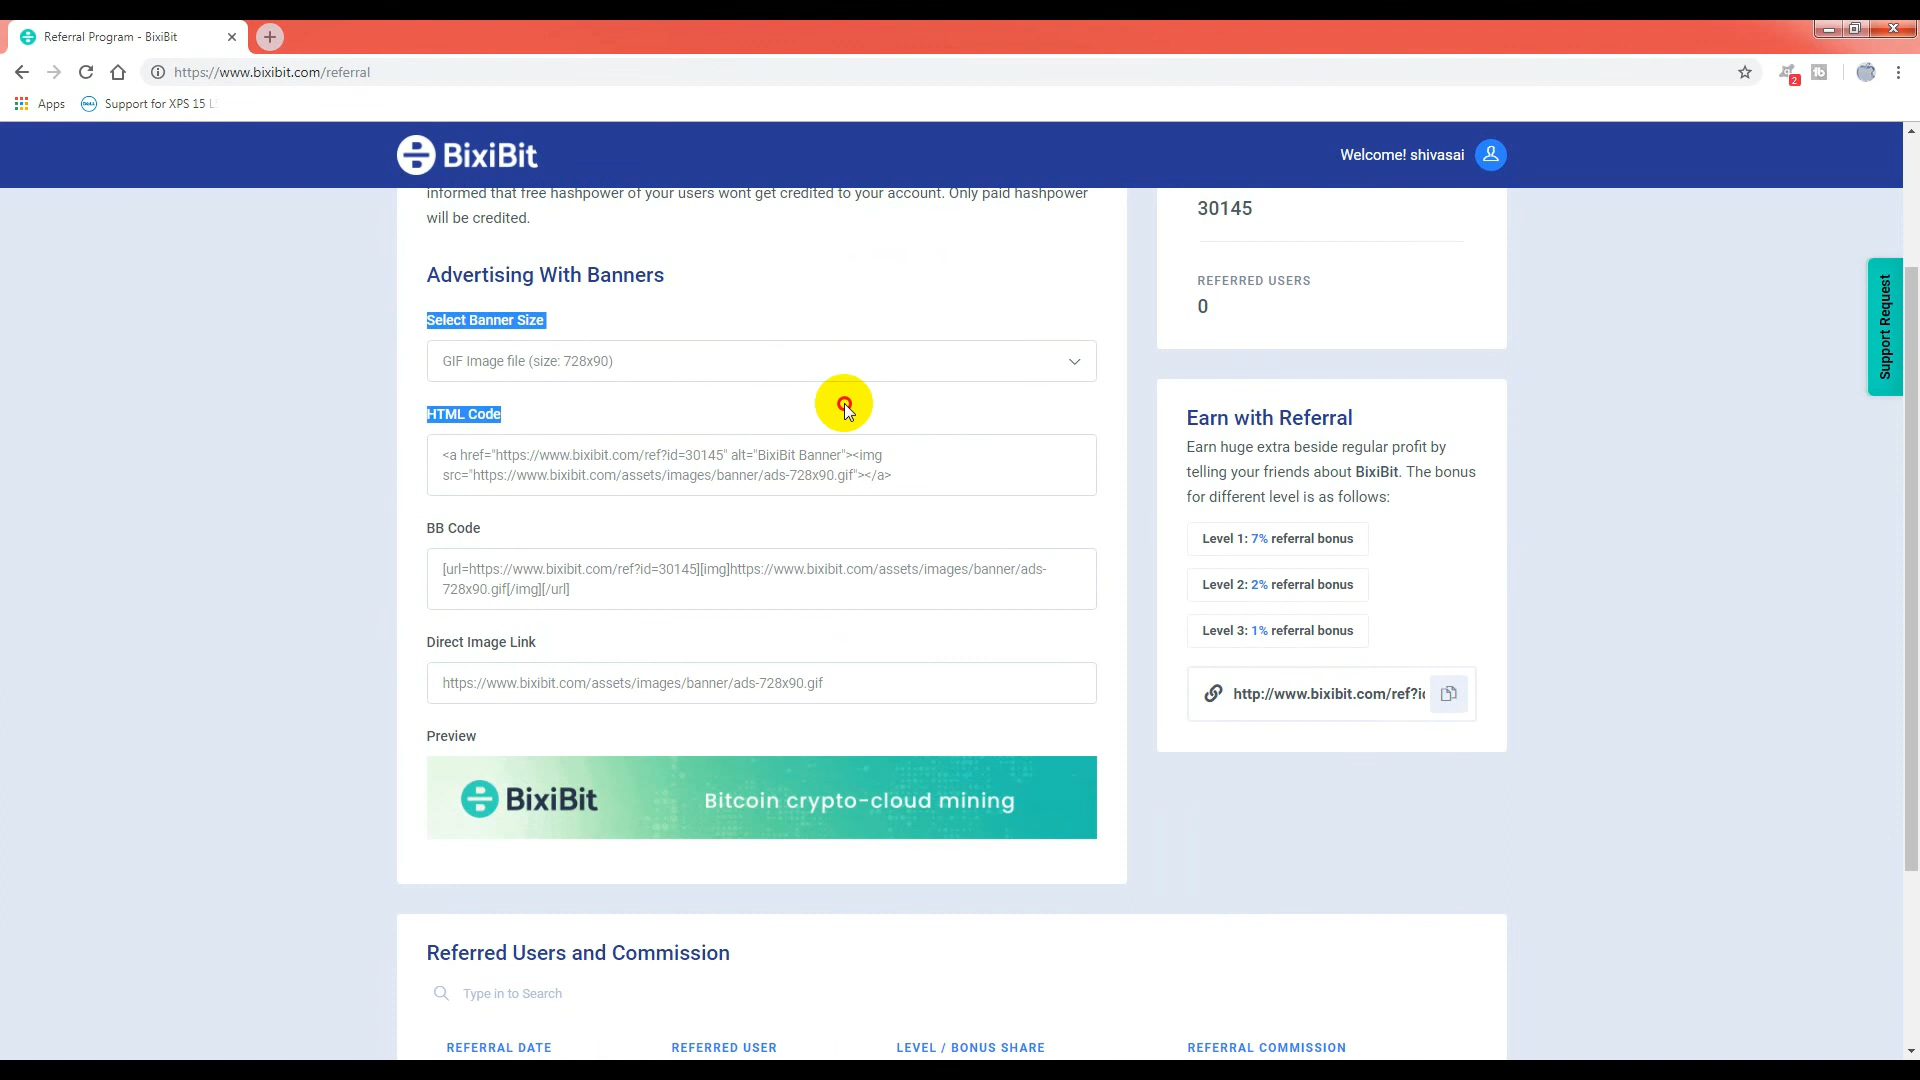 Referral Program - BixiBit
https://www.bixibit.com/referral
2
Apps
Support for XPS 15
BixiBit
Welcome! shivasai
informed that free hashpower of your users wont get credited to your account. Only paid hashpower
will be credited.
Advertising With Banners
Select Banner Size
GIF Image file (size: 728x90)
HTML Code
<a href="https://www.bixibit.com/ref?id=30145" alt="BixiBit Banner"><img
src="https://www.bixibit.com/assets/images/banner/ads-728x90.gif"></a>
BB Code
[url=https://www.bixibit.com/ref?id=30145][img]https://www.bixibit.com/assets/images/banner/ads-
728x90.gif[/img][/url]
Direct Image Link
https://www.bixibit.com/assets/images/banner/ads-728x90.gif
Preview
BixiBit
Bitcoin crypto-cloud mining
30145
REFERRED USERS
0
Support Request
Earn with Referral
Earn huge extra beside regular profit by
telling your friends about BixiBit. The bonus
for different level is as follows:
Level 1: 7% referral bonus
Level 2: 2% referral bonus
Level 3: 1% referral bonus
http://www.bixibit.com/ref?i
Referred Users and Commission
Type in to Search
REFERRAL DATE
REFERRED USER
LEVEL / BONUS SHARE
REFERRAL COMMISSION